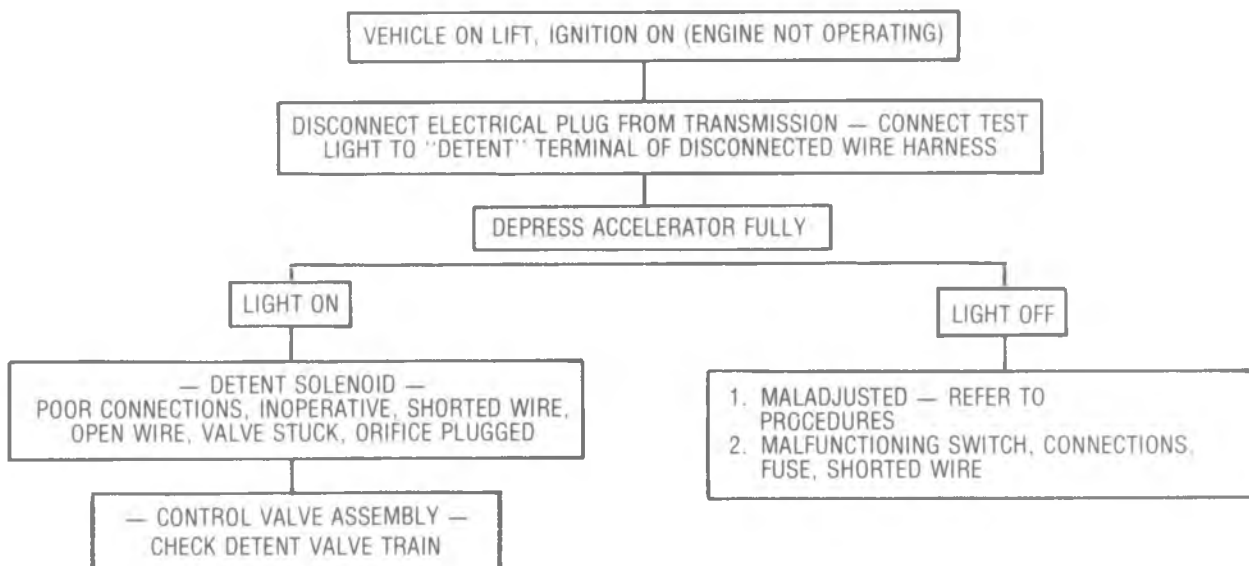 VEHICLE ON LIFT, IGNITION ON (ENGINE NOT OPERATING)
DISCONNECT ELECTRICAL PLUG FROM TRANSMISSION — CONNECT TEST
LIGHT TO "DETENT" TERMINAL OF DISCONNECTED WIRE HARNESS
DEPRESS ACCELERATOR FULLY
LIGHT ON
— DETENT SOLENOID —
POOR CONNECTIONS, INOPERATIVE, SHORTED WIRE,
OPEN WIRE, VALVE STUCK, ORIFICE PLUGGED
— CONTROL VALVE ASSEMBLY —
CHECK DETENT VALVE TRAIN
LIGHT OFF
1. MALADJUSTED — REFER TO
PROCEDURES
2. MALFUNCTIONING SWITCH, CONNECTIONS,
FUSE, SHORTED WIRE